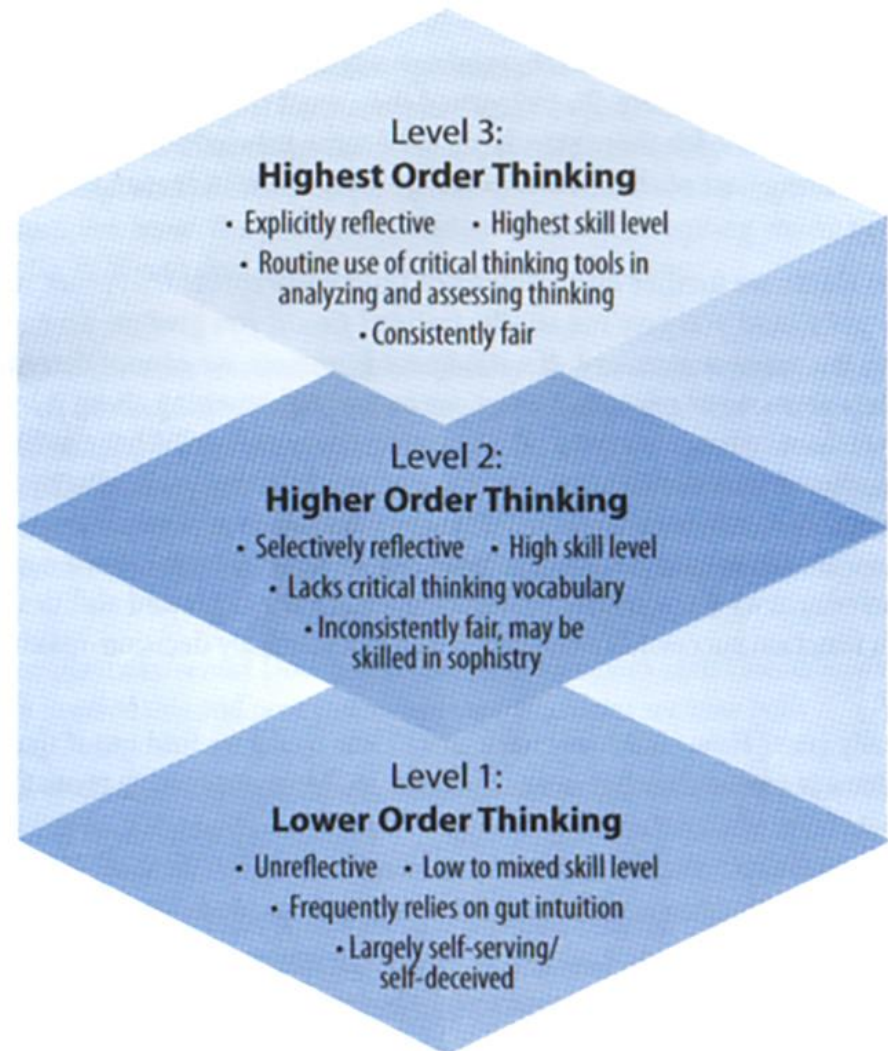 Level 3:
Highest Order Thinking
• Explicitly reflective • Highest skill level
• Routine use of critical thinking tools in
analyzing and assessing thinking
• Consistently fair
Level 2:
Higher Order Thinking
• Selectively reflective • High skill level
• Lacks critical thinking vocabulary
• Inconsistently fair, may be
skilled in sophistry
Level 1:
Lower Order Thinking
• Unreflective • Low to mixed skill level
• Frequently relies on gut intuition
• Largely self-serving/
self-deceived